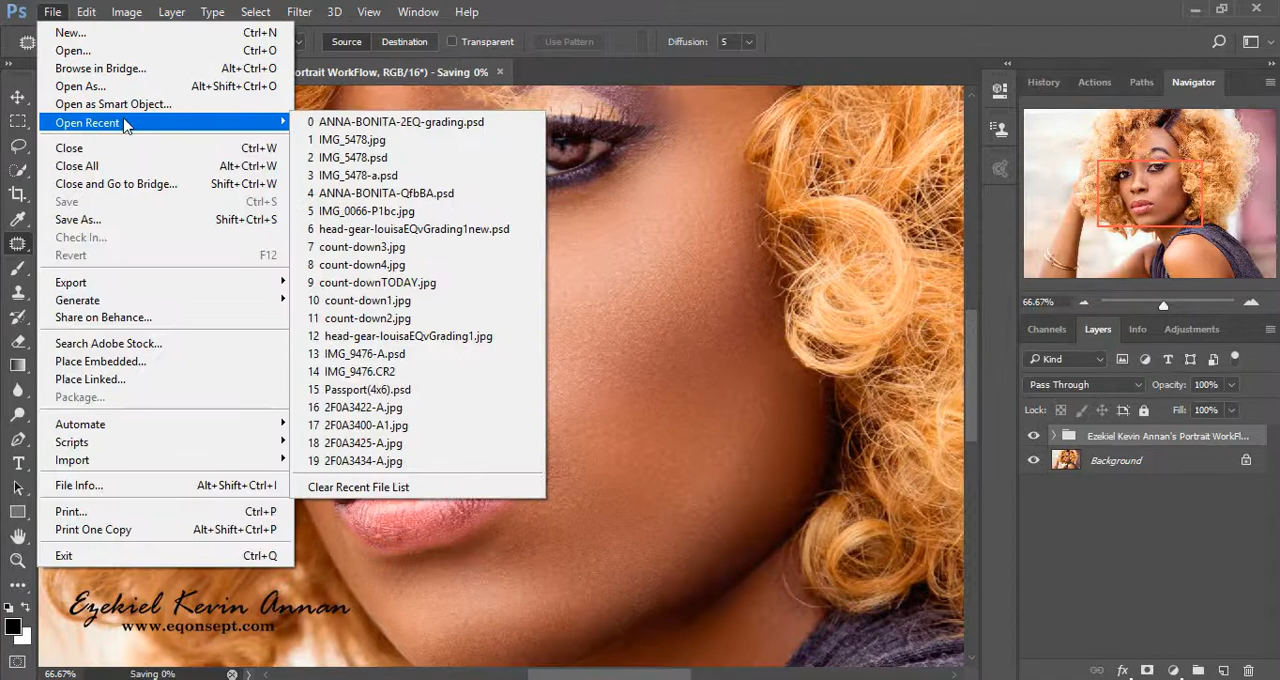 Ps File Edit Image Layer Type Select Filter 3D View Window Help
Source Destination Transparent Use Pattern Diffusion: 5
ortrait WorkFlow, RGB/16*) - Saving 0% ×
New... Ctrl+N
Open... Ctrl+O
Browse in Bridge... Alt+Ctrl+O
Open As... Alt+Shift+Ctrl+O
Open as Smart Object...
Open Recent
Close Ctrl+W
Close All Alt+Ctrl+W
Close and Go to Bridge... Shift+Ctrl+W
Save Ctrl+S
Save As... Shift+Ctrl+S
Check In...
Revert F12
Export
Generate
Share on Behance...
Search Adobe Stock...
Place Embedded...
Place Linked...
Package...
Automate
Scripts
Import
File Info... Alt+Shift+Ctrl+I
Print... Ctrl+P
Print One Copy Alt+Shift+Ctrl+P
Exit Ctrl+Q
0 ANNA-BONITA-2EQ-grading.psd
1 IMG_5478.jpg
2 IMG_5478.psd
3 IMG_5478-a.psd
4 ANNA-BONITA-QfbBA.psd
5 IMG_0066-P1bc.jpg
6 head-gear-louisaEQvGrading1new.psd
7 count-down3.jpg
8 count-down4.jpg
9 count-downTODAY.jpg
10 count-down1.jpg
11 count-down2.jpg
12 head-gear-louisaEQvGrading1.jpg
13 IMG_9476-A.psd
14 IMG_9476.CR2
15 Passport(4x6).psd
16 2F0A3422-A.jpg
17 2F0A3400-A1.jpg
18 2F0A3425-A.jpg
19 2F0A3434-A.jpg
Clear Recent File List
Ezekiel Kevin Annan
www.eqonsept.com
66.67% Saving 0%
History Actions Paths Navigator
66.67%
Channels Layers Info Adjustments
Kind
Pass Through Opacity: 100%
Lock: Fill: 100%
Ezekiel Kevin Annan's Portrait WorkFl...
Background